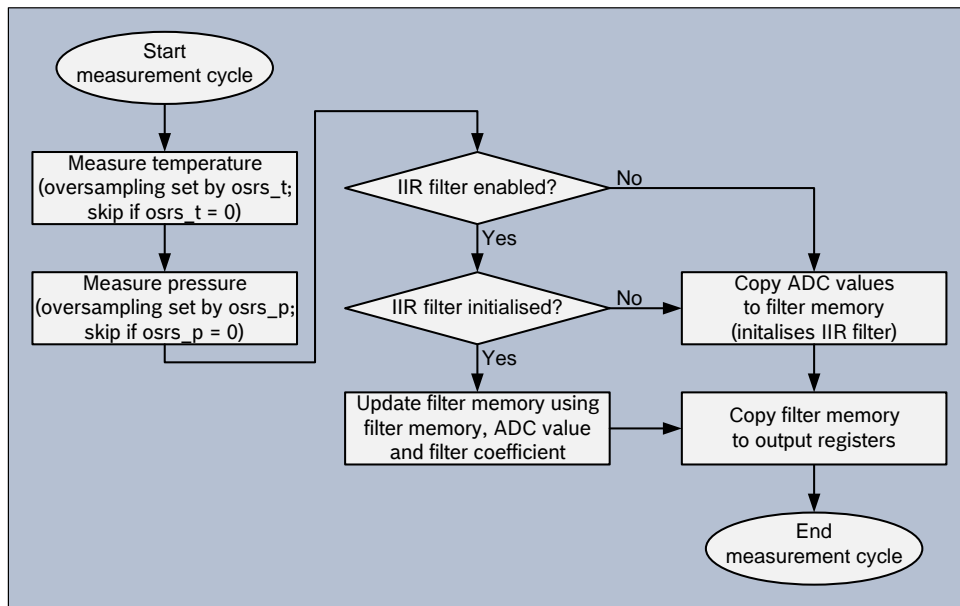 Start
measurement cycle
Measure temperature
(oversampling set by osrs_t;
skip if osrs_t = 0)
Measure pressure
(oversampling set by osrs_p;
skip if osrs_p = 0)
IIR filter enabled?
No
Yes
IIR filter initialised?
No
Yes
Copy ADC values
to filter memory
(initalises IIR filter)
Update filter memory using
filter memory, ADC value
and filter coefficient
Copy filter memory
to output registers
End
measurement cycle